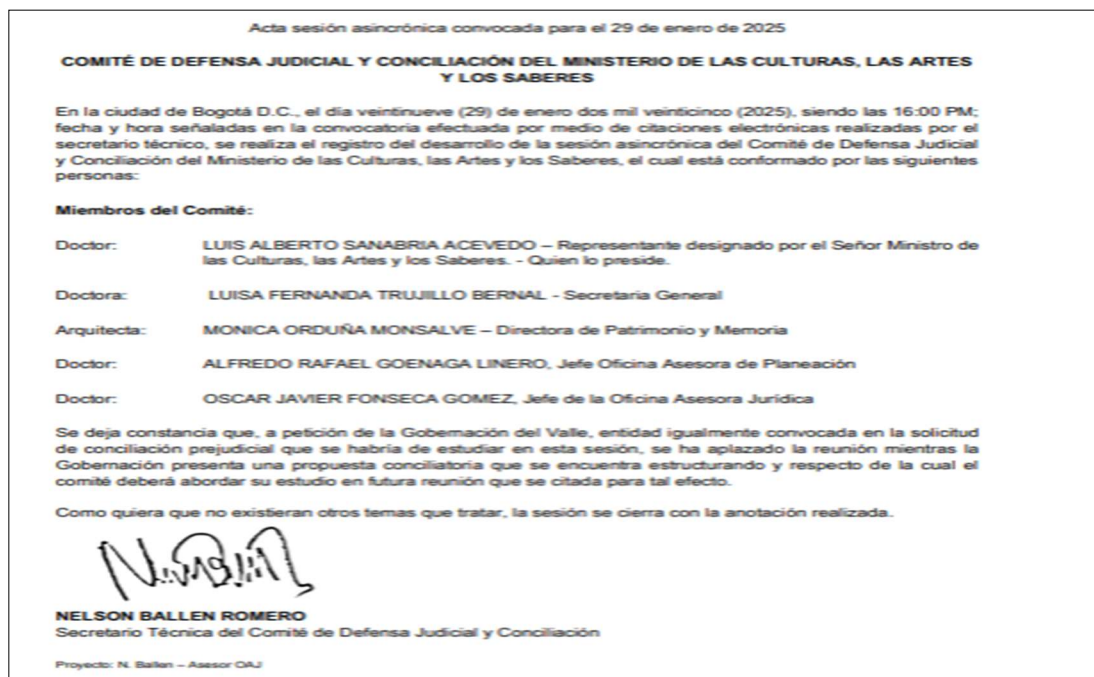 Acta sesión asincrónica convocada para el 29 de enero de 2025
COMITÉ DE DEFENSA JUDICIAL Y CONCILIACIÓN DEL MINISTERIO DE LAS CULTURAS, LAS ARTES
Y LOS SABERES
En la ciudad de Bogotá D.C., el día veintinueve (29) de enero dos mil veinticinco (2025), siendo las 16:00 PM;
fecha y hora señaladas en la convocatoria efectuada por medio de citaciones electrónicas realizadas por el
secretario técnico, se realiza el registro del desarrollo de la sesión asincrónica del Comité de Defensa Judicial
y Conciliación del Ministerio de las Culturas, las Artes y los Saberes, el cual está conformado por las siguientes
personas:
Miembros del Comité:
Doctor: LUIS ALBERTO SANABRIA ACEVEDO – Representante designado por el Señor Ministro de
las Culturas, las Artes y los Saberes. - Quien lo preside.
Doctora: LUISA FERNANDA TRUJILLO BERNAL - Secretaria General
Arquitecta: MONICA ORDUÑA MONSALVE – Directora de Patrimonio y Memoria
Doctor: ALFREDO RAFAEL GOENAGA LINERO, Jefe Oficina Asesora de Planeación
Doctor: OSCAR JAVIER FONSECA GOMEZ, Jefe de la Oficina Asesora Jurídica
Se deja constancia que, a petición de la Gobernación del Valle, entidad igualmente convocada en la solicitud
de conciliación prejudicial que se habría de estudiar en esta sesión, se ha aplazado la reunión mientras la
Gobernación presenta una propuesta conciliatoria que se encuentra estructurando y respecto de la cual el
comité deberá abordar su estudio en futura reunión que se citada para tal efecto.
Como quiera que no existieran otros temas que tratar, la sesión se cierra con la anotación realizada.
NELSON BALLEN ROMERO
Secretario Técnica del Comité de Defensa Judicial y Conciliación
Proyecto: N. Ballen – Asesor OAJ